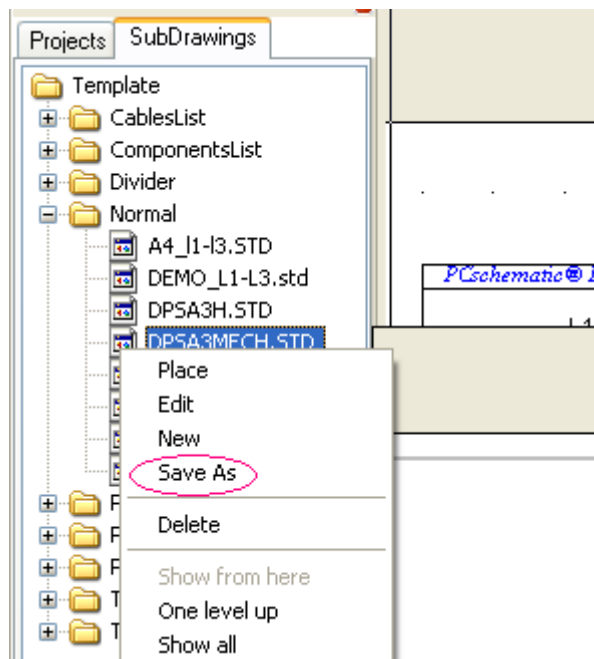 Projects
SubDrawings
Template
CablesList
ComponentsList
Divider
Normal
A4_l1-l3.STD
DEMO_L1-L3.std
DPSA3H.STD
DPSA3MECH.STD
PCschematic®
Place
Edit
New
Save As
Delete
Show from here
One level up
Show all